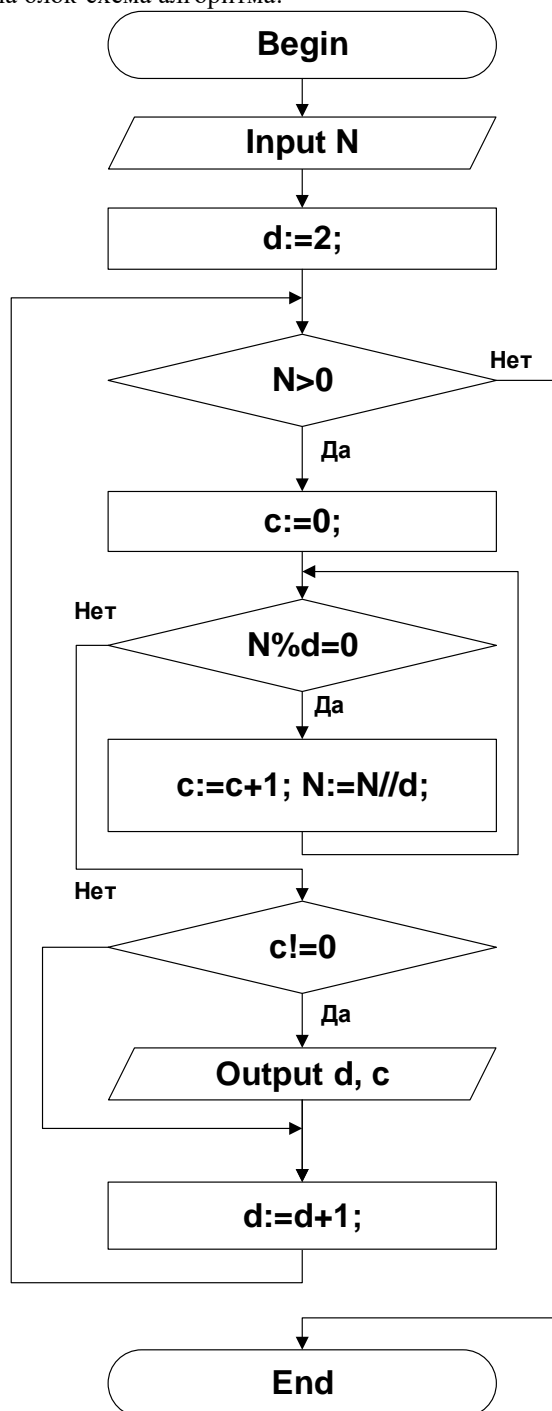 Begin
Input N
d:=2;
N>0
Нет
Да
c:=0;
Нет
N%d=0
Да
c:=c+1; N:=N//d;
Нет
c!=0
Да
Output d, c
d:=d+1;
End